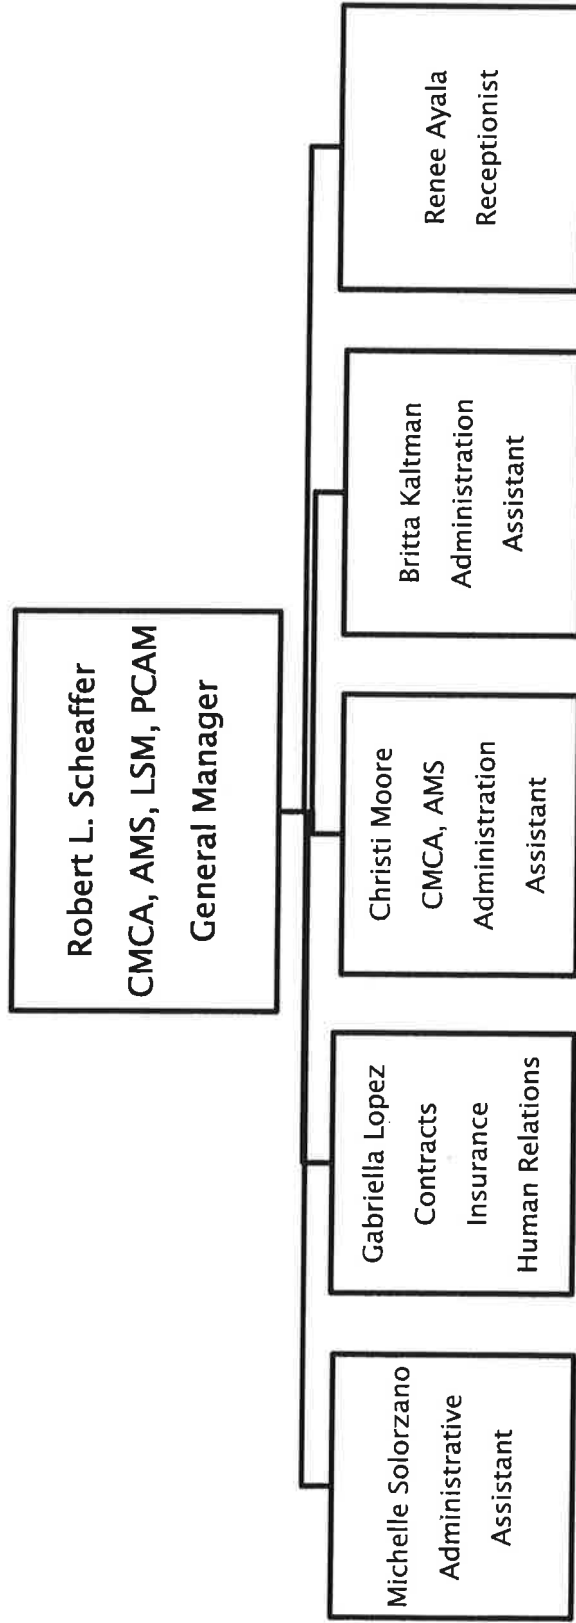 Robert L. Scheaffer
CMCA, AMS, LSM, PCAM
General Manager
Michelle Solorzano
Administrative
Assistant
Gabriella Lopez
Contracts
Insurance
Human Relations
Christi Moore
CMCA, AMS
Administration
Assistant
Britta Kaltman
Administration
Assistant
Renee Ayala
Receptionist